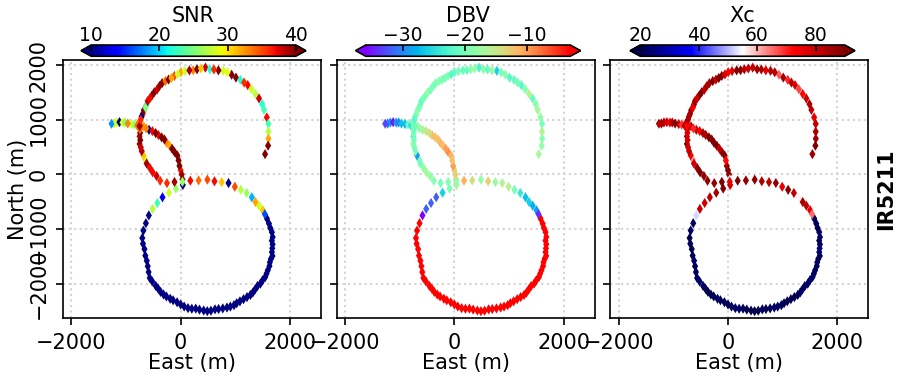 SNR DBV Xc
10 20 30 40 −30 −20 −10 20 40 60 80
2000
1000
0
−1000
−2000
North (m)
IR5211
−2000 0 2000 −2000 0 2000 −2000 0 2000
East (m) East (m) East (m)